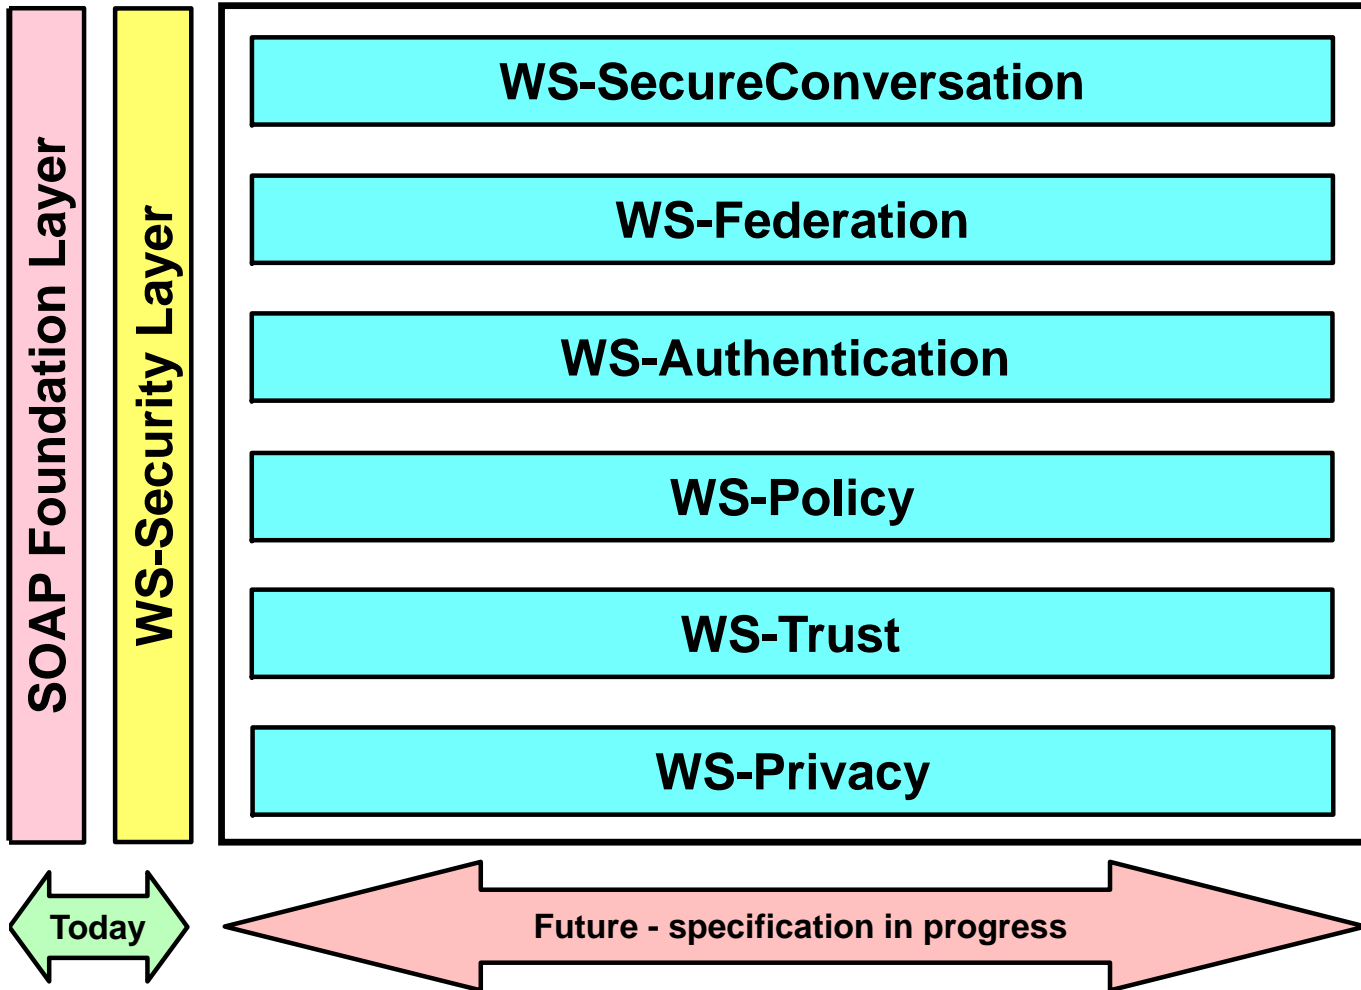 SOAP Foundation Layer
WS-Security Layer
WS-SecureConversation
WS-Federation
WS-Authentication
WS-Policy
WS-Trust
WS-Privacy
Today
Future - specification in progress